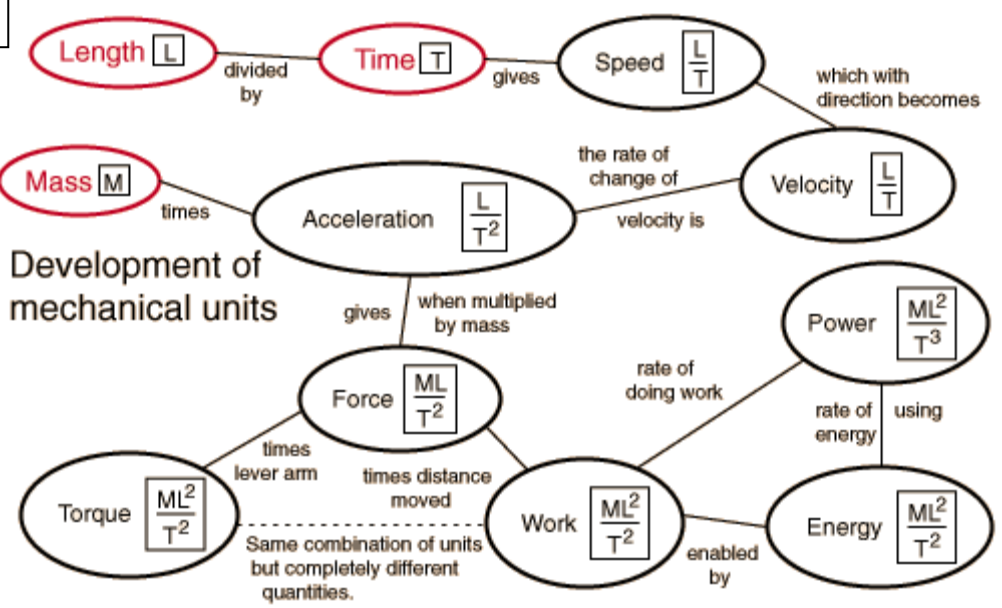 Length L
divided
by
Time T
gives
Speed L
T
which with
direction becomes
Velocity L
T
the rate of
change of
velocity is
Mass M
times
Acceleration L
T²
Development of
mechanical units
gives
when multiplied
by mass
Force ML
T²
times
lever arm
Torque ML²
T²
times distance
moved
Same combination of units
but completely different
quantities.
Work ML²
T²
rate of
doing work
Power ML²
T³
rate of using
energy
enabled
by
Energy ML²
T²